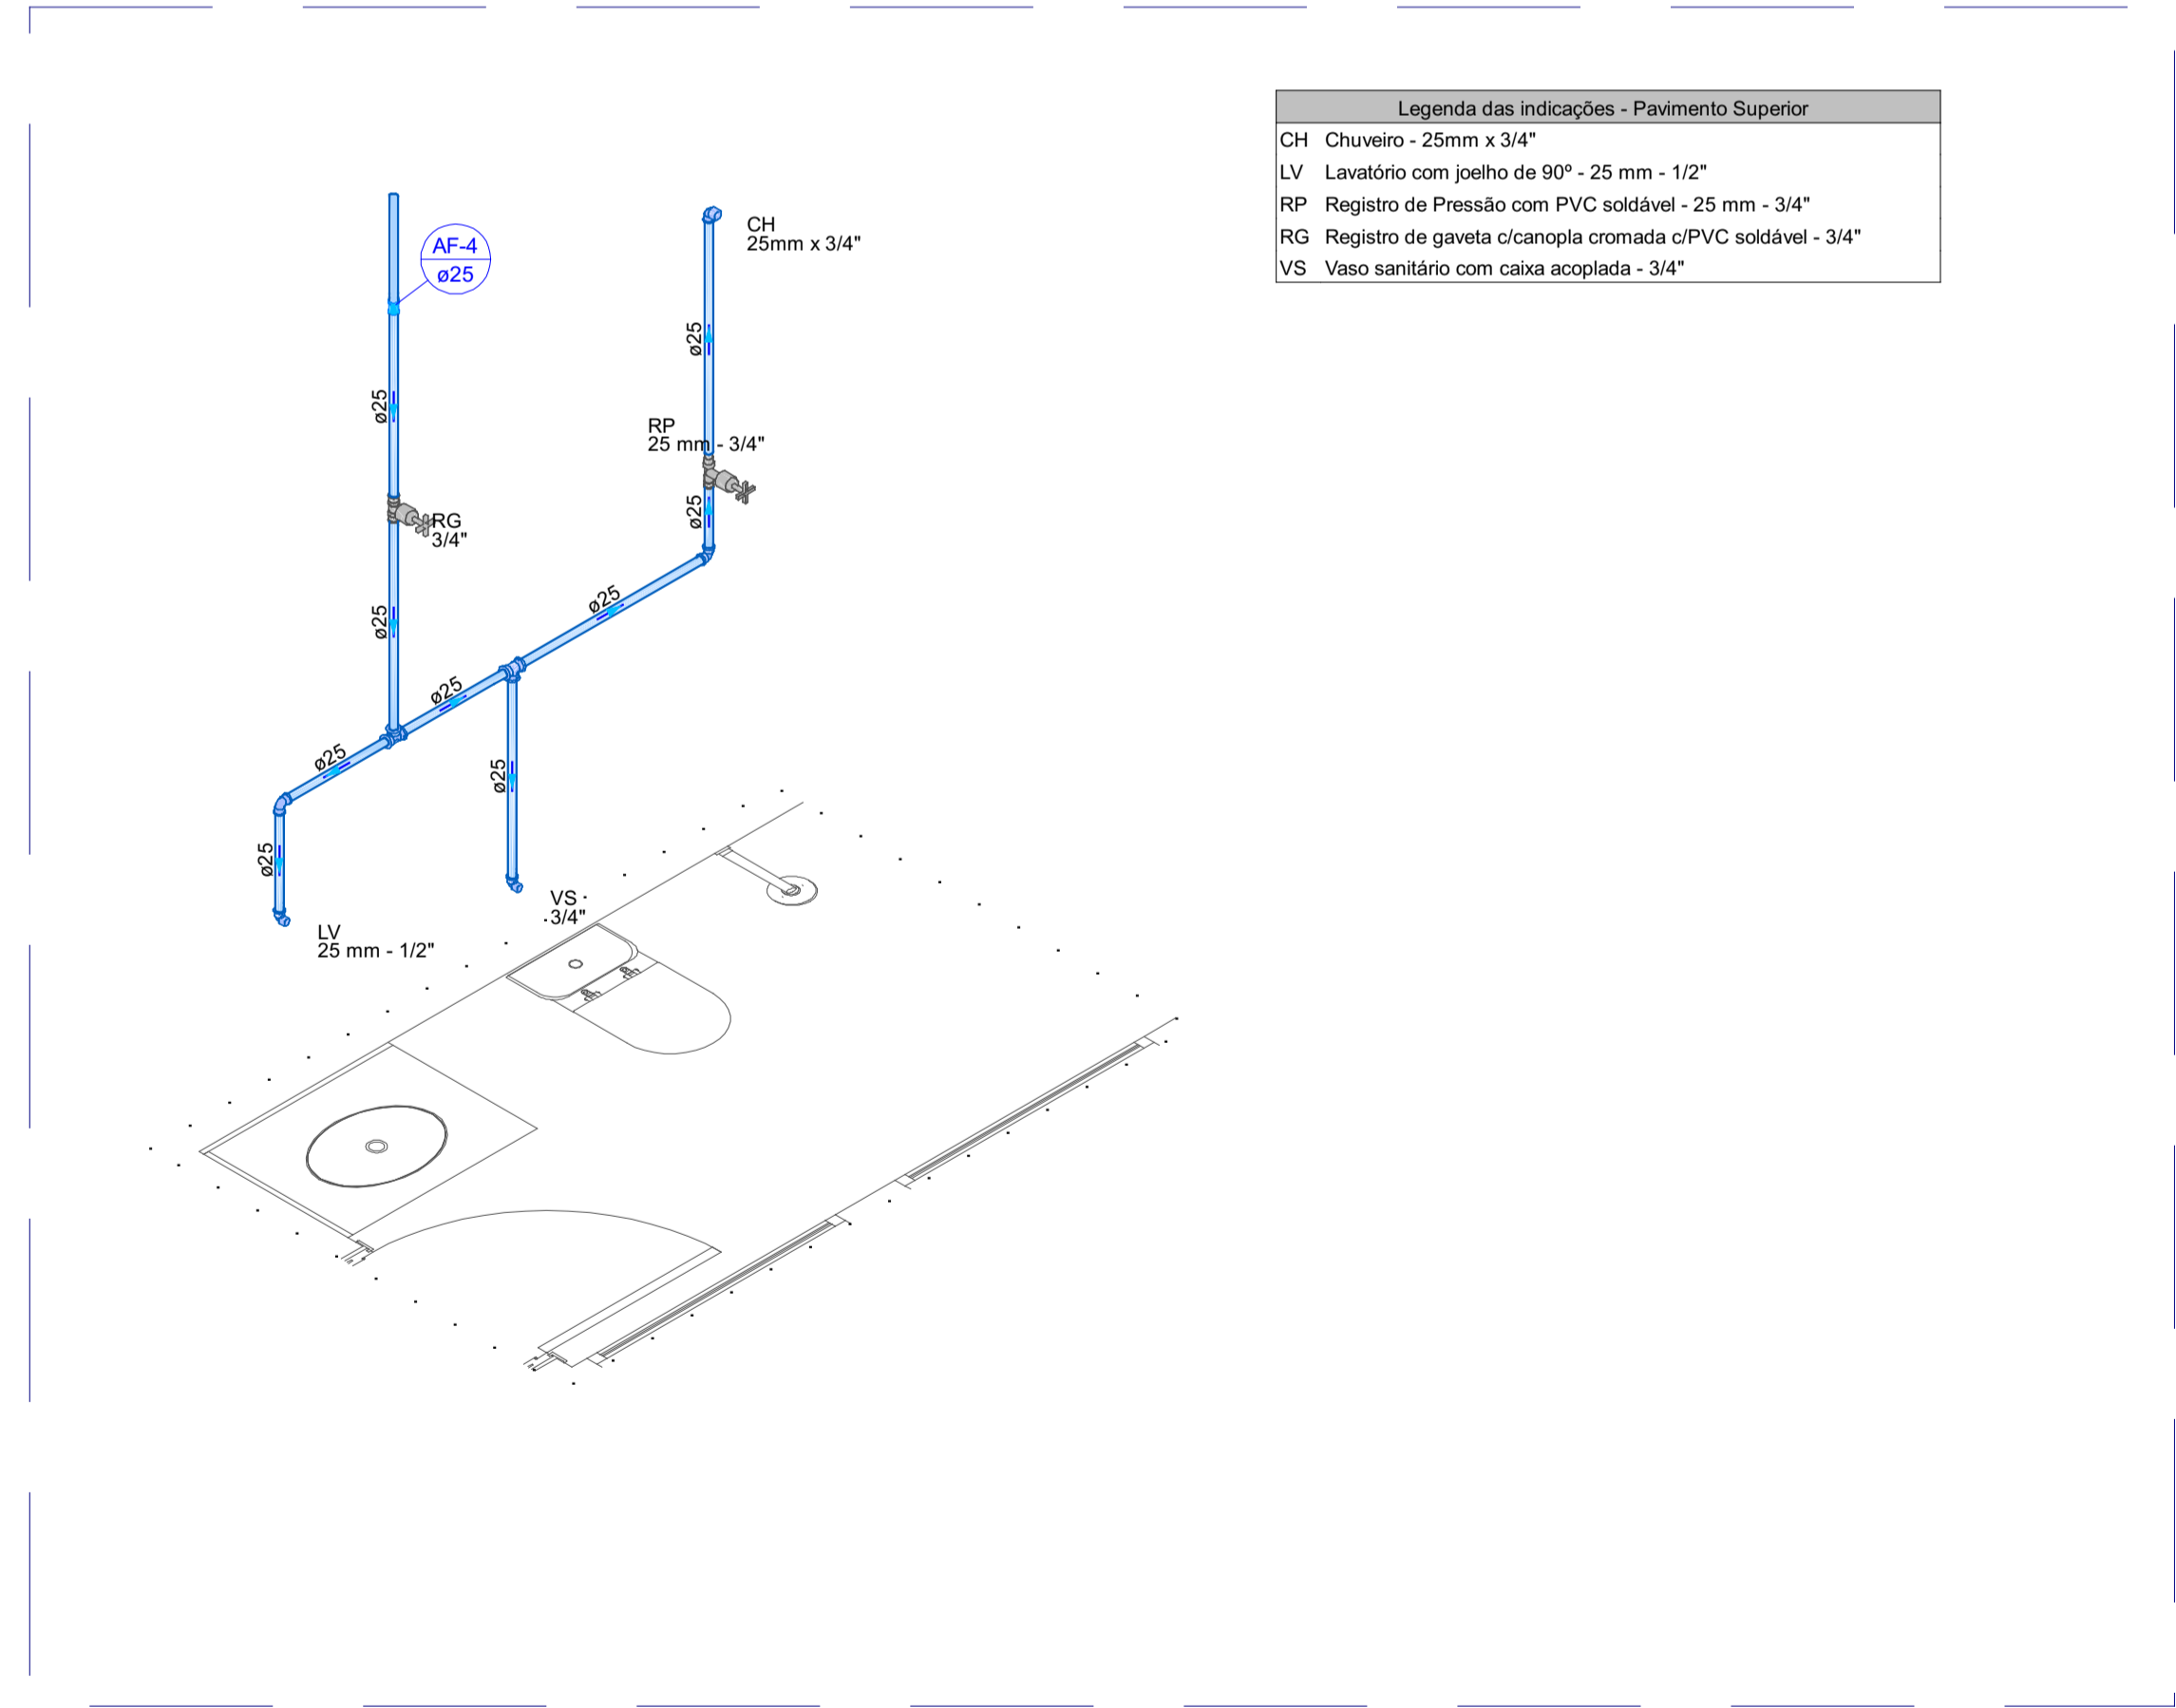 Legenda das indicações - Pavimento Superior
CH Chuveiro - 25mm x 3/4"
LV Lavatório com joelho de 90º - 25 mm - 1/2"
RP Registro de Pressão com PVC soldável - 25 mm - 3/4"
RG Registro de gaveta c/canopla cromada c/PVC soldável - 3/4"
VS Vaso sanitário com caixa acoplada - 3/4"
CH
25mm x 3/4"
AF-4
ø25
ø25
ø25
RP
25 mm - 3/4"
ø25
RG
3/4"
ø25
ø25
ø25
ø25
ø25
ø25
VS
3/4"
LV
25 mm - 1/2"